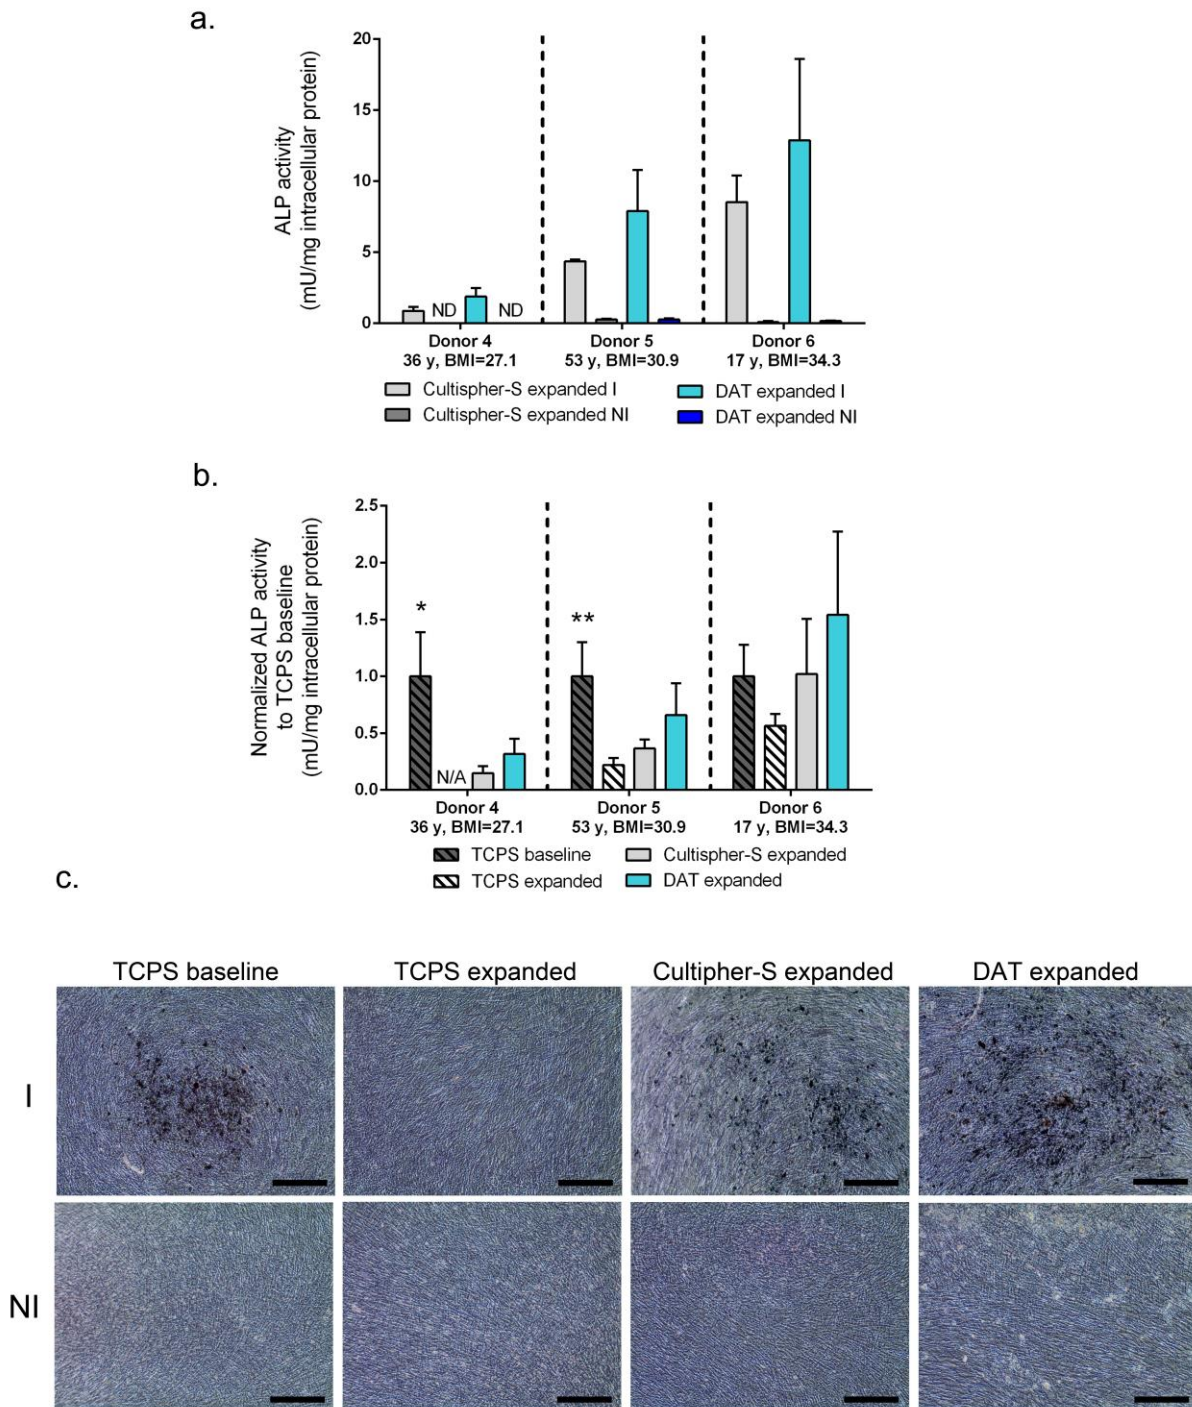 a.
ALP activity
(mU/mg intracellular protein)
20
15
10
5
0
ND
ND
Donor 4
36 y, BMI=27.1
Donor 5
53 y, BMI=30.9
Donor 6
17 y, BMI=34.3
Cultispher-S expanded I
DAT expanded I
Cultispher-S expanded NI
DAT expanded NI
b.
Normalized ALP activity
to TCPS baseline
(mU/mg intracellular protein)
2.5
2.0
1.5
1.0
0.5
0.0
*
N/A
**
Donor 4
36 y, BMI=27.1
Donor 5
53 y, BMI=30.9
Donor 6
17 y, BMI=34.3
TCPS baseline
Cultispher-S expanded
TCPS expanded
DAT expanded
c.
TCPS baseline
TCPS expanded
Cultipher-S expanded
DAT expanded
I
NI